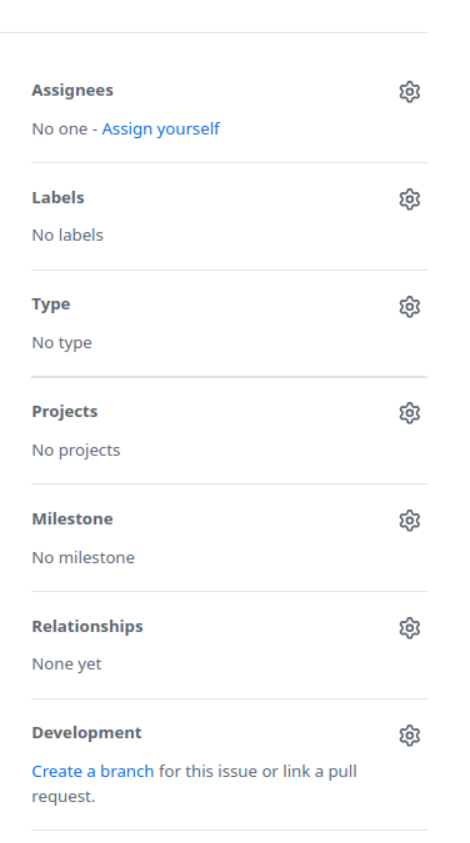 Assignees
No one - Assign yourself
Labels
No labels
Type
No type
Projects
No projects
Milestone
No milestone
Relationships
None yet
Development
Create a branch for this issue or link a pull
request.